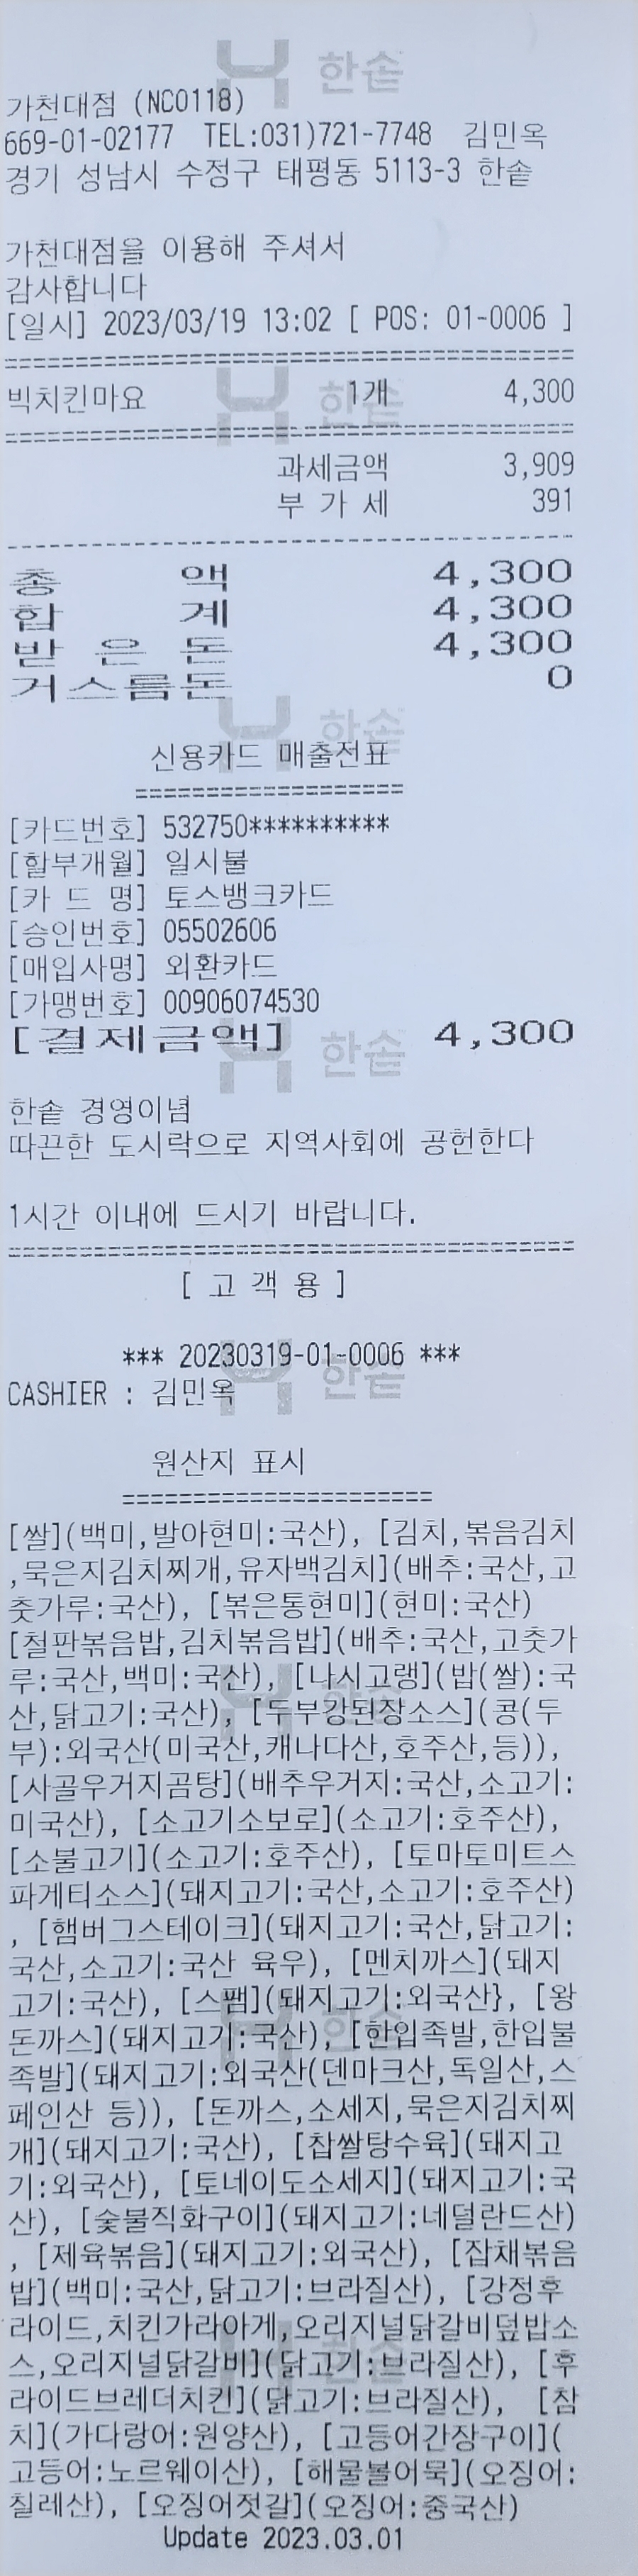 한솥
가천대점 (NC0118)
669-01-02177 TEL:031)721-7748 김민옥
경기 성남시 수정구 태평동 5113-3 한솥
가천대점을 이용해 주셔서
감사합니다
[일시] 2023/03/19 13:02 [ POS: 01-0006 ]
==========================================
빅치킨마요 1개 4,300
==========================================
과세금액 3,909
부 가 세 391
------------------------------------------
총 액 4,300
합 계 4,300
받 은 돈 4,300
거스름돈 0
신용카드 매출전표
====================
[카드번호] 532750**********
[할부개월] 일시불
[카 드 명] 토스뱅크카드
[승인번호] 05502606
[매입사명] 외환카드
[가맹번호] 00906074530
[결제금액] 4,300
한솥 경영이념
따끈한 도시락으로 지역사회에 공헌한다
1시간 이내에 드시기 바랍니다.
==========================================
[ 고 객 용 ]
*** 20230319-01-0006 ***
CASHIER : 김민옥
원산지 표시
=======================
[쌀](백미,발아현미:국산), [김치,볶음김치
,묵은지김치찌개,유자백김치](배추:국산,고
춧가루:국산), [볶은통현미](현미:국산)
[철판볶음밥,김치볶음밥](배추:국산,고춧가
루:국산,백미:국산), [나시고랭](밥(쌀):국
산,닭고기:국산), [두부강된장소스](콩(두
부):외국산(미국산,캐나다산,호주산,등)),
[사골우거지곰탕](배추우거지:국산,소고기:
미국산), [소고기소보로](소고기:호주산),
[소불고기](소고기:호주산), [토마토미트스
파게티소스](돼지고기:국산,소고기:호주산)
, [햄버그스테이크](돼지고기:국산,닭고기:
국산,소고기:국산 육우), [멘치까스](돼지
고기:국산), [스팸](돼지고기:외국산}, [왕
돈까스](돼지고기:국산), [한입족발,한입불
족발](돼지고기:외국산(덴마크산,독일산,스
페인산 등)), [돈까스,소세지,묵은지김치찌
개](돼지고기:국산), [찹쌀탕수육](돼지고
기:외국산), [토네이도소세지](돼지고기:국
산), [숯불직화구이](돼지고기:네덜란드산)
, [제육볶음](돼지고기:외국산), [잡채볶음
밥](백미:국산,닭고기:브라질산), [강정후
라이드,치킨가라아게,오리지널닭갈비덮밥소
스,오리지널닭갈비](닭고기:브라질산), [후
라이드브레더치킨](닭고기:브라질산), [참
치](가다랑어:원양산), [고등어간장구이](
고등어:노르웨이산), [해물볼어묵](오징어:
칠레산), [오징어젓갈](오징어:중국산)
Update 2023.03.01